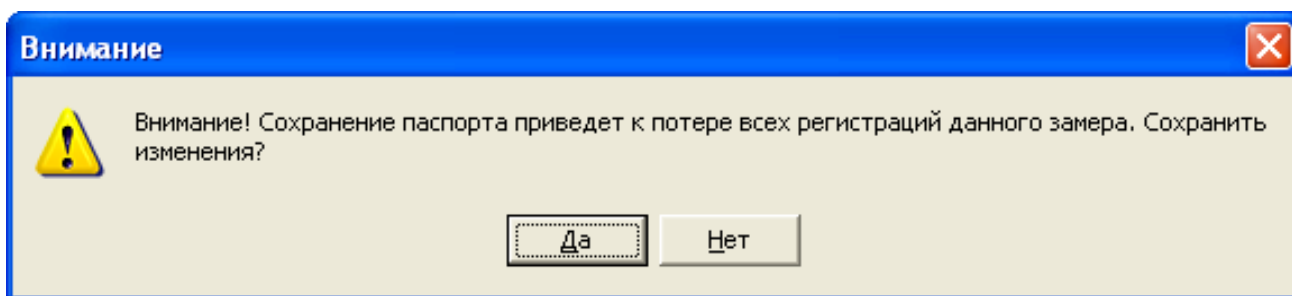 Внимание
Внимание! Сохранение паспорта приведет к потере всех регистраций данного замера. Сохранить
изменения?
Да Нет